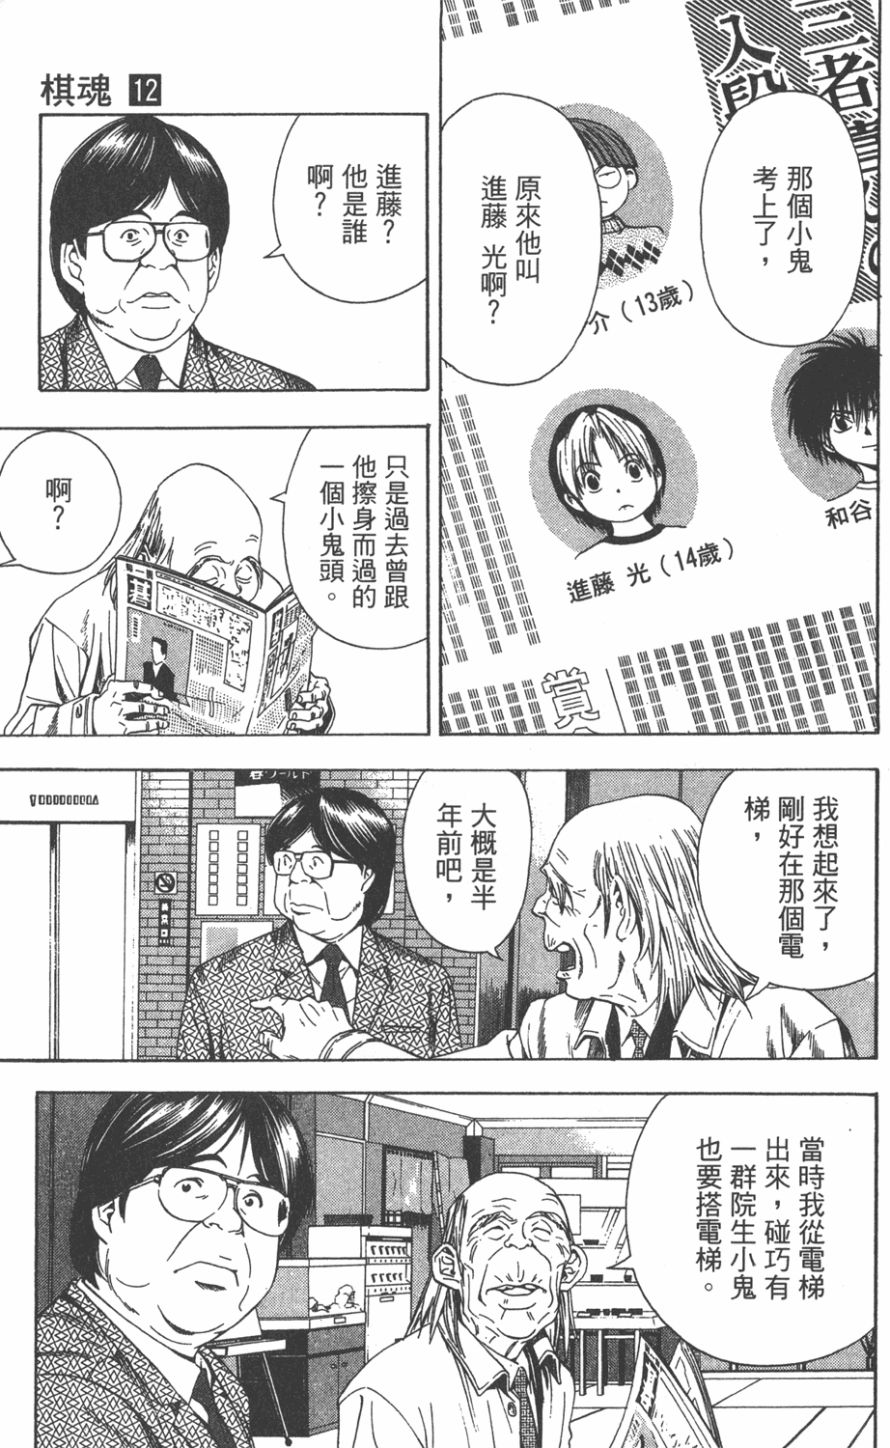 棋魂 12
三者
入段
那個小鬼
考上了，
原來他叫
進藤 光啊？
介（13歲）
進藤 光（14歲）
和谷
賞
進藤？
他是誰
啊？
只是過去曾跟
他擦身而過的
一個小鬼頭。
啊？
我想起來了，
剛好在那個電
梯，
大概是半
年前吧，
當時我從電梯
出來，碰巧有
一群院生小鬼
也要搭電梯。